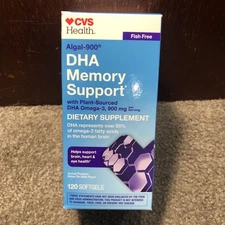 CVS
Health.
Fish Free
Algal-900®
DHA
Memory
Support*
with Plant-Sourced
DHA Omega-3, 900 mg Per Serving
DIETARY SUPPLEMENT
DHA represents over 90%
of omega-3 fatty acids
in the human brain
Helps support
brain, heart &
eye health*
120 SOFTGELS